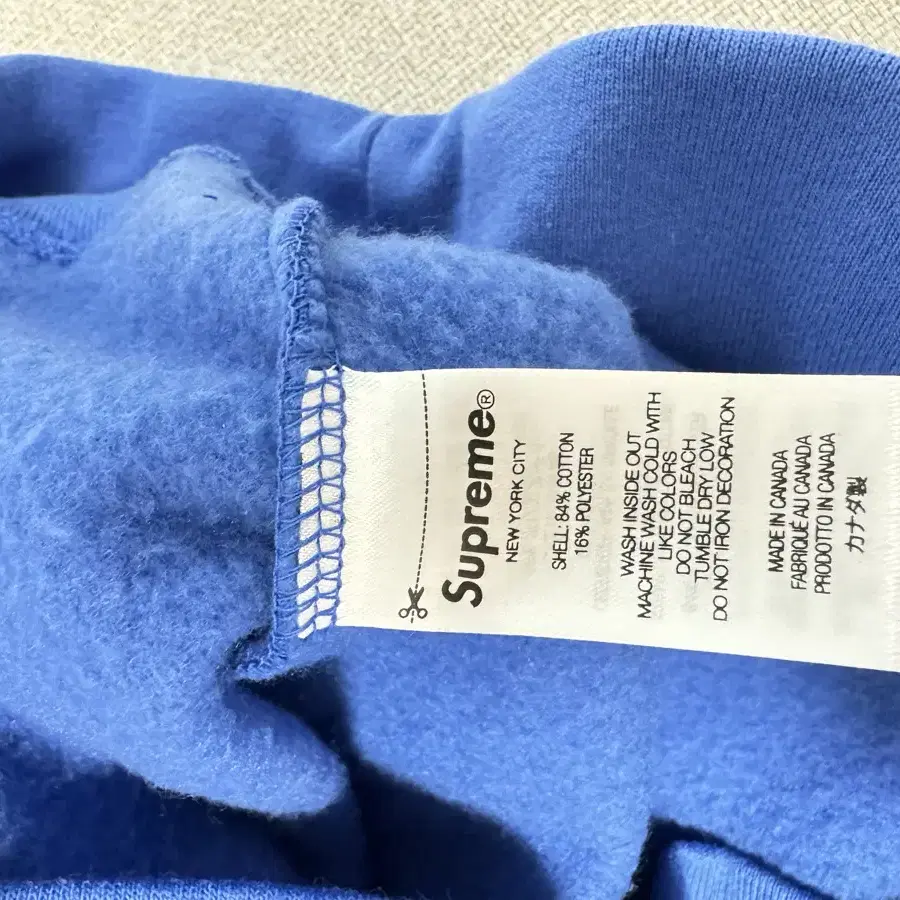 Supreme®
NEW YORK CITY
SHELL: 84% COTTON
16% POLYESTER
WASH INSIDE OUT
MACHINE WASH COLD WITH
LIKE COLORS
DO NOT BLEACH
TUMBLE DRY LOW
DO NOT IRON DECORATION
MADE IN CANADA
FABRIQUÉ AU CANADA
PRODOTTO IN CANADA
カナダ製